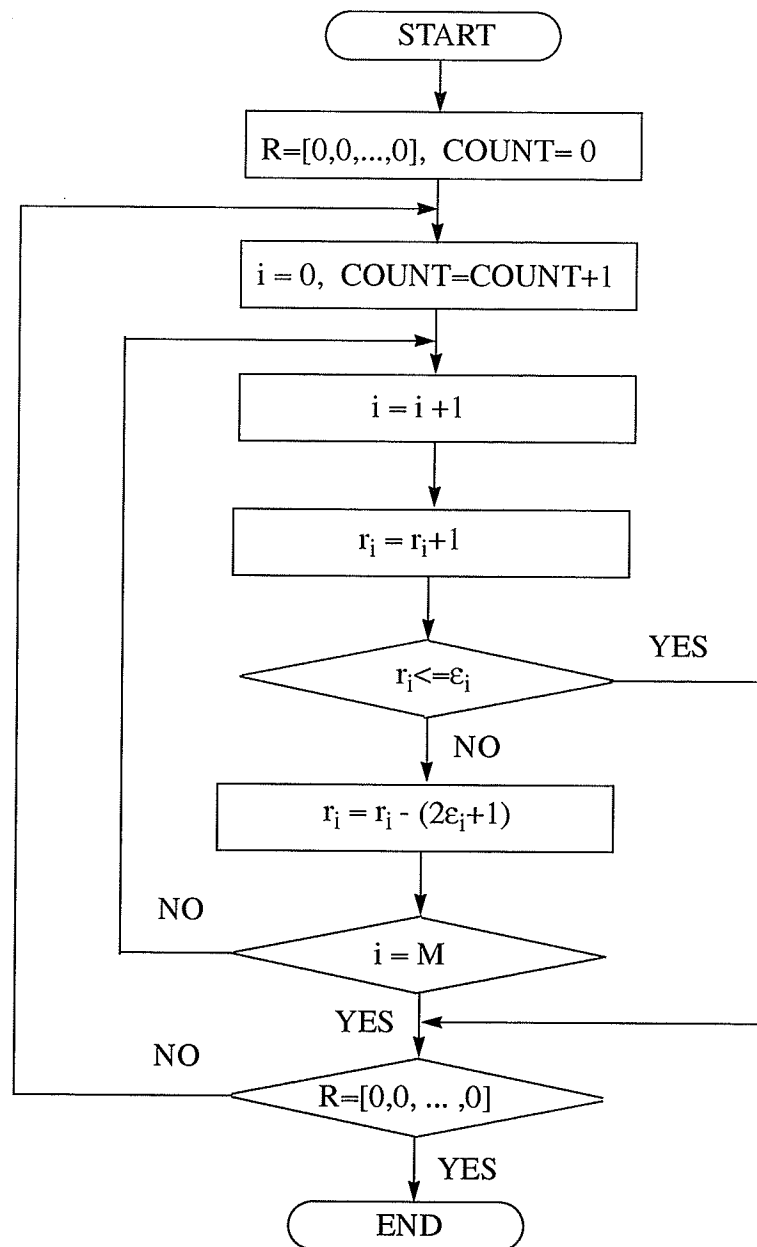 START
R=[0,0,...,0], COUNT= 0
i = 0, COUNT=COUNT+1
i = i +1
r_i = r_i+1
YES
r_i<=ε_i
NO
r_i = r_i - (2ε_i+1)
NO
i = M
YES
NO
R=[0,0, ... ,0]
YES
END